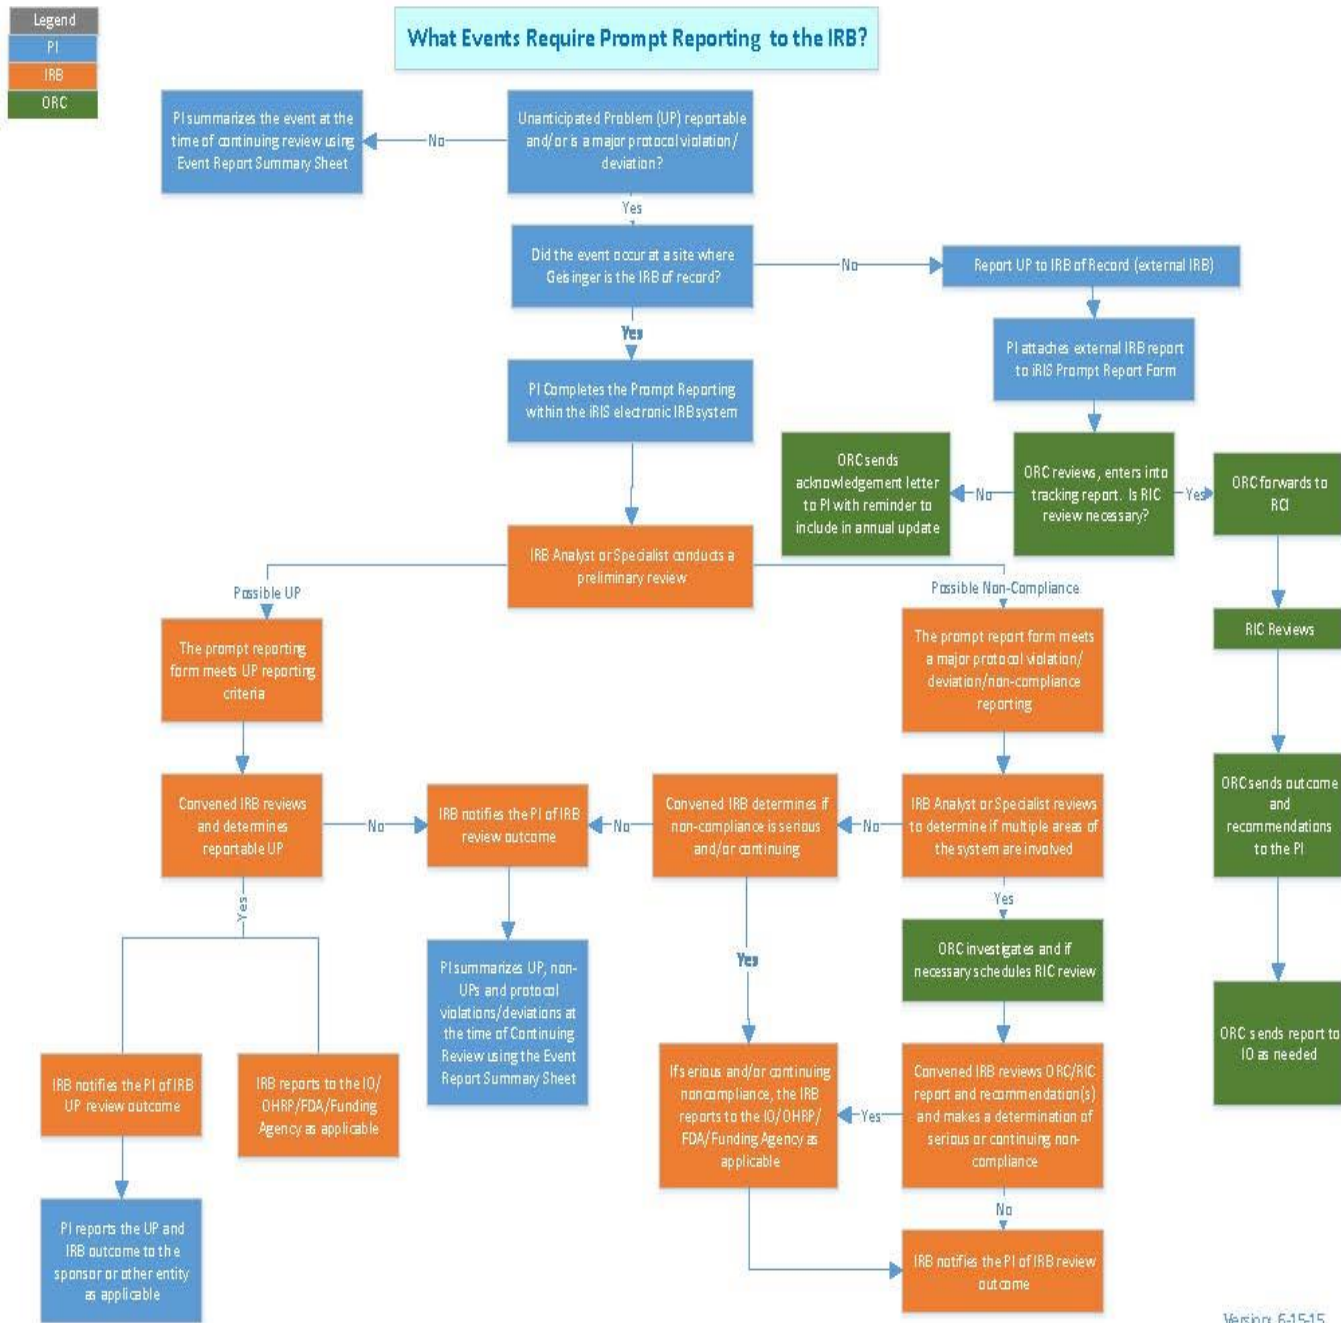 Legend
PI
IRB
ORC
What Events Require Prompt Reporting to the IRB?
PI summarizes the event at the
time of continuing review using
Event Report Summary Sheet
No
Unanticipated Problem (UP) reportable
and/or is a major protocol violation/
deviation?
Yes
Did the event occur at a site where
Geisinger is the IRB of record?
No
Report UP to IRB of Record (external IRB)
Yes
PI attaches external IRB report
to iRIS Prompt Report Form
PI Completes the Prompt Reporting
within the iRIS electronic IRB system
ORC sends
acknowledgement letter
to PI with reminder to
include in annual update
No
ORC reviews, enters into
tracking report. Is RIC
review necessary?
Yes
ORC forwards to
RCI
IRB Analyst or Specialist conducts a
preliminary review
Possible UP
Possible Non-Compliance
The prompt reporting
form meets UP reporting
criteria
The prompt report form meets
a major protocol violation/
deviation/non-compliance
reporting
RIC Reviews
Convened IRB reviews
and determines
reportable UP
No
IRB notifies the PI of IRB
review outcome
No
Convened IRB determines if
non-compliance is serious
and/or continuing
No
IRB Analyst or Specialist reviews
to determine if multiple areas of
the system are involved
ORC sends outcome
and
recommendations
to the PI
Yes
Yes
Yes
ORC investigates and if
necessary schedules RIC review
PI summarizes UP, non-
UPs and protocol
violations/deviations at
the time of Continuing
Review using the Event
Report Summary Sheet
ORC sends report to
IO as needed
IRB notifies the PI of IRB
UP review outcome
IRB reports to the IO/
OHRP/FDA/Funding
Agency as applicable
If serious and/or continuing
noncompliance, the IRB
reports to the IO/OHRP/
FDA/Funding Agency as
applicable
Yes
Convened IRB reviews ORC/RIC
report and recommendation(s)
and makes a determination of
serious or continuing non-
compliance
No
PI reports the UP and
IRB outcome to the
sponsor or other entity
as applicable
IRB notifies the PI of IRB review
outcome
Version: 6-15-15